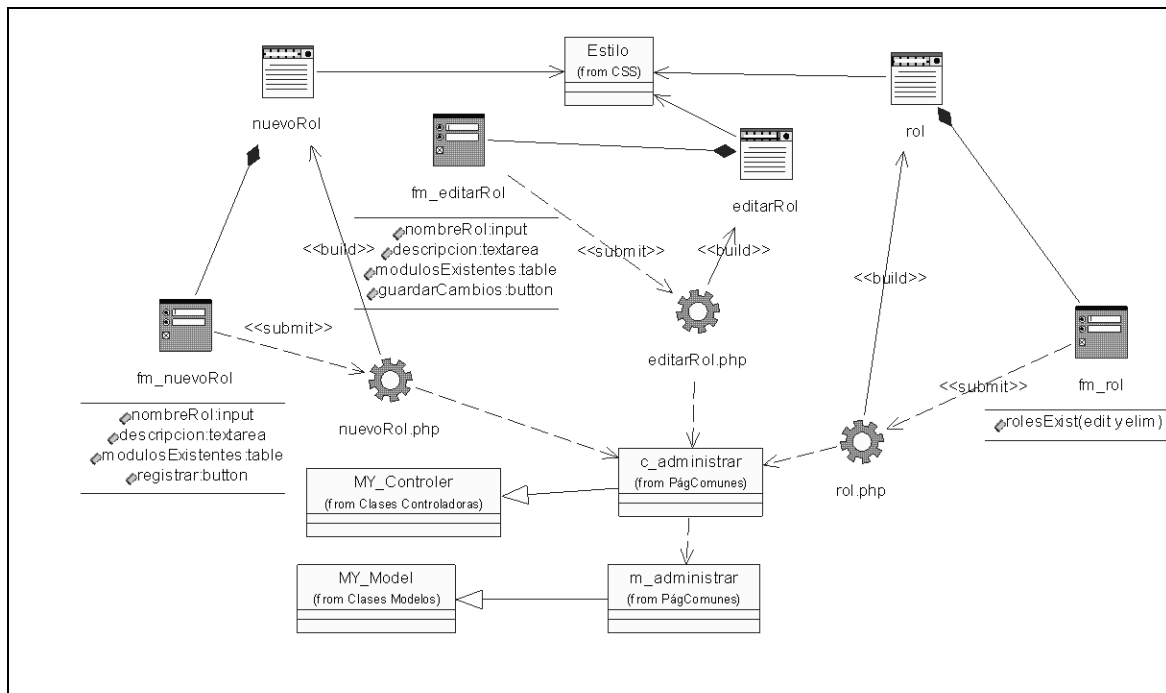 Estilo
(from CSS)
nuevoRol
rol
fm_editarRol
editarRol
nombreRol:input
descripcion:textarea
modulosExistentes:table
guardarCambios:button
<<build>>
<<submit>>
<<build>>
<<build>>
<<submit>>
editarRol.php
fm_nuevoRol
nombreRol:input
descripcion:textarea
modulosExistentes:table
registrar:button
nuevoRol.php
<<submit>>
fm_rol
rolesExist(edit y elim)
rol.php
c_administrar
(from PágComunes)
MY_Controler
(from Clases Controladoras)
MY_Model
(from Clases Modelos)
m_administrar
(from PágComunes)